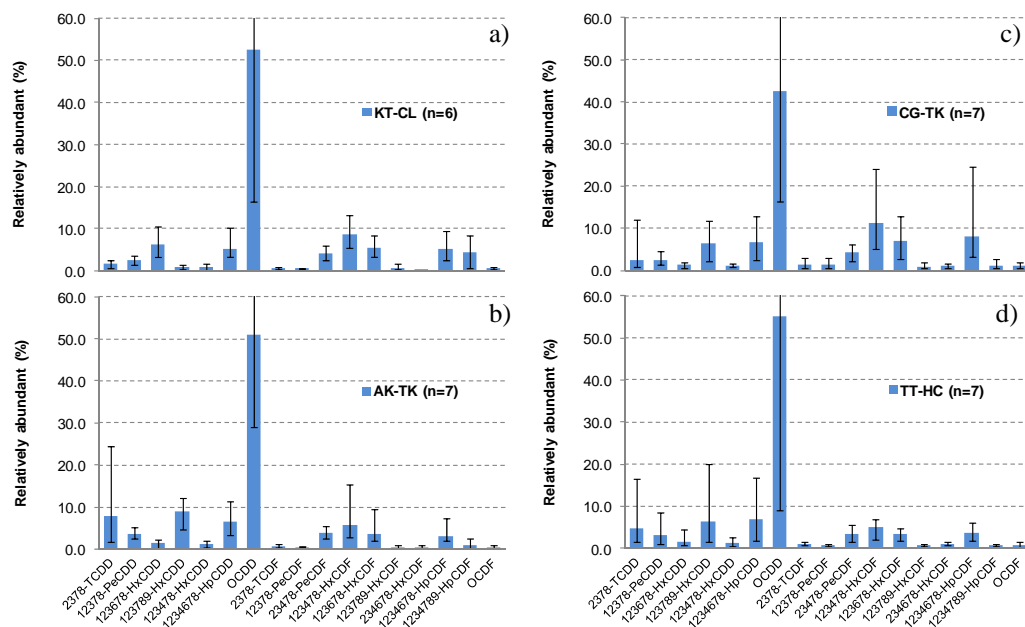 a)
Relatively abundant (%)
60.0
50.0
40.0
30.0
20.0
10.0
0.0
KT-CL (n=6)
c)
Relatively abundant (%)
60.0
50.0
40.0
30.0
20.0
10.0
0.0
CG-TK (n=7)
b)
Relatively abundant (%)
60.0
50.0
40.0
30.0
20.0
10.0
0.0
AK-TK (n=7)
2378-TCDD
12378-PeCDD
123678-HxCDD
123789-HxCDD
123478-HxCDD
1234678-HpCDD
OCDD
2378-TCDF
12378-PeCDF
23478-PeCDF
123478-HxCDF
123678-HxCDF
123789-HxCDF
234678-HxCDF
1234678-HpCDF
1234789-HpCDF
OCDF
d)
Relatively abundant (%)
60.0
50.0
40.0
30.0
20.0
10.0
0.0
TT-HC (n=7)
2378-TCDD
12378-PeCDD
123678-HxCDD
123789-HxCDD
123478-HxCDD
1234678-HpCDD
OCDD
2378-TCDF
12378-PeCDF
23478-PeCDF
123478-HxCDF
123678-HxCDF
123789-HxCDF
234678-HxCDF
1234678-HpCDF
1234789-HpCDF
OCDF